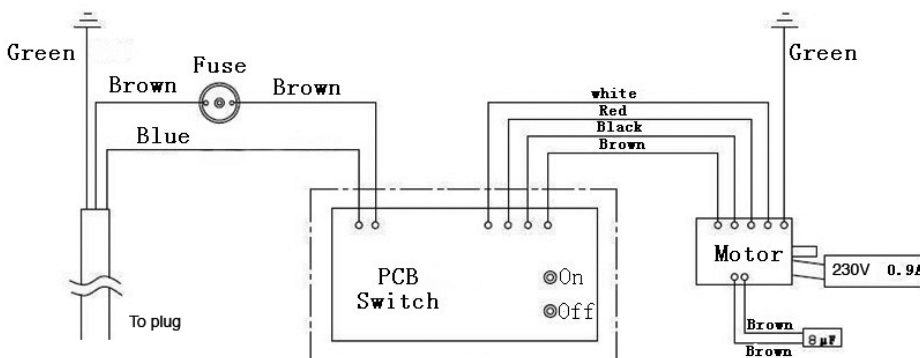 Green
Fuse
Brown
Brown
Blue
To plug
PCB
Switch
On
Off
white
Red
Black
Brown
Green
Motor
230V 0.9A
Brown
Brown
8μF